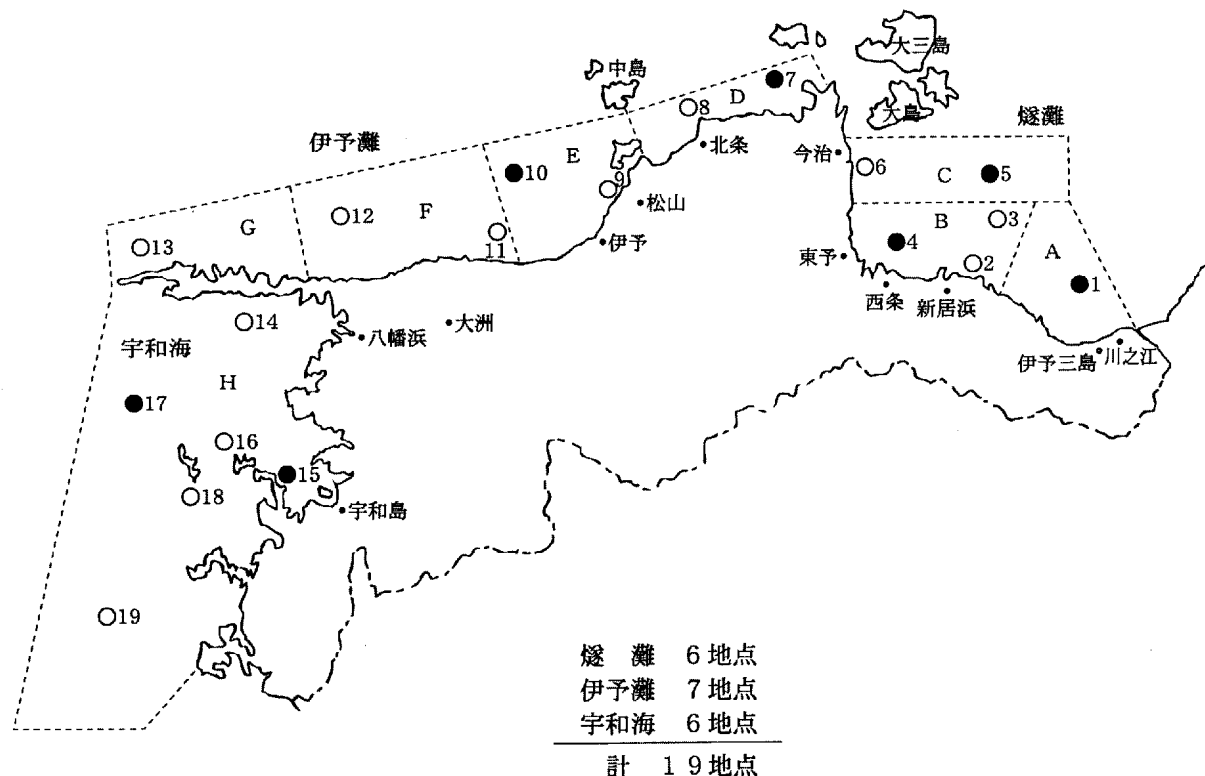 中島
大三島
大島
燧灘
伊予灘
宇和海
A
B
C
D
E
F
G
H
1
2
3
4
5
6
7
8
9
10
11
12
13
14
15
16
17
18
19
北条
今治
松山
伊予
東予
西条
新居浜
伊予三島
川之江
八幡浜
大洲
宇和島
燧 灘 6地点
伊予灘 7地点
宇和海 6地点
計 19地点